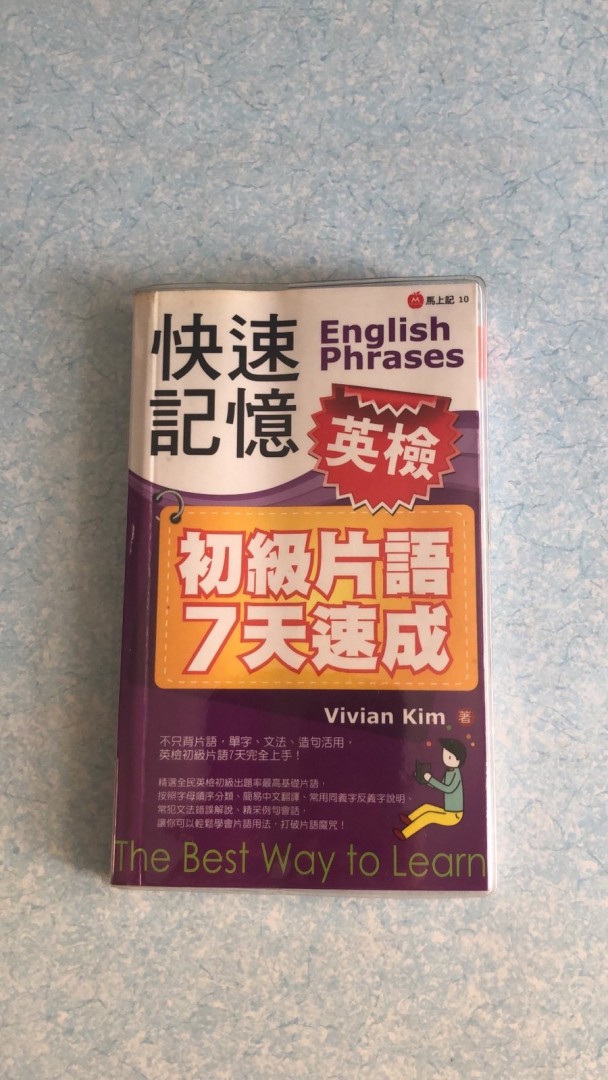 馬上記 10
快速
記憶
English
Phrases
英檢
初級片語
7天速成
Vivian Kim 著
不只背片語，單字、文法、造句活用，
英檢初級片語7天完全上手！
精選全民英檢初級出題率最高基礎片語，
按照字母順序分類、簡易中文翻譯、常用同義字反義字說明、
常犯文法錯誤解說、精采例句會話，
讓你可以輕鬆學會片語用法，打破片語魔咒！
The Best Way to Learn